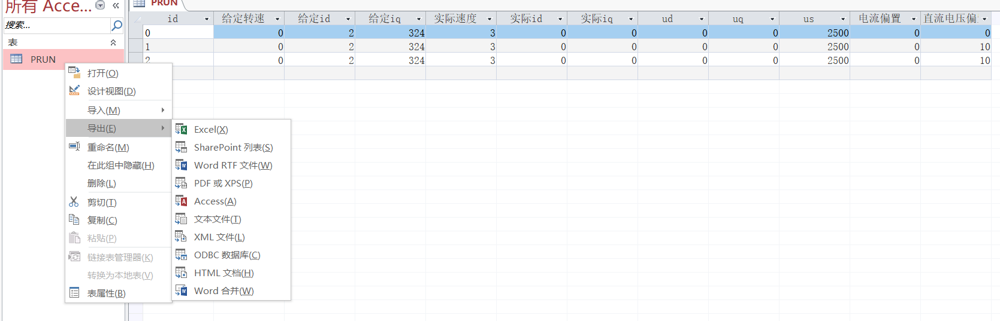 所有 Acce...
PRUN
搜索...
表
PRUN
id 给定转速 给定id 给定iq 实际速度 实际id 实际iq ud uq us 电流偏置 直流电压偏
0 0 2 324 3 0 0 0 0 2500 0 0
1 0 2 324 3 0 0 0 0 2500 0 10
2 0 2 324 3 0 0 0 0 2500 0 10
打开(O)
设计视图(D)
导入(M)
导出(E)
重命名(M)
在此组中隐藏(H)
删除(L)
剪切(T)
复制(C)
粘贴(P)
链接表管理器(K)
转换为本地表(V)
表属性(B)
Excel(X)
SharePoint 列表(S)
Word RTF 文件(W)
PDF 或 XPS(P)
Access(A)
文本文件(T)
XML 文件(L)
ODBC 数据库(C)
HTML 文档(H)
Word 合并(W)